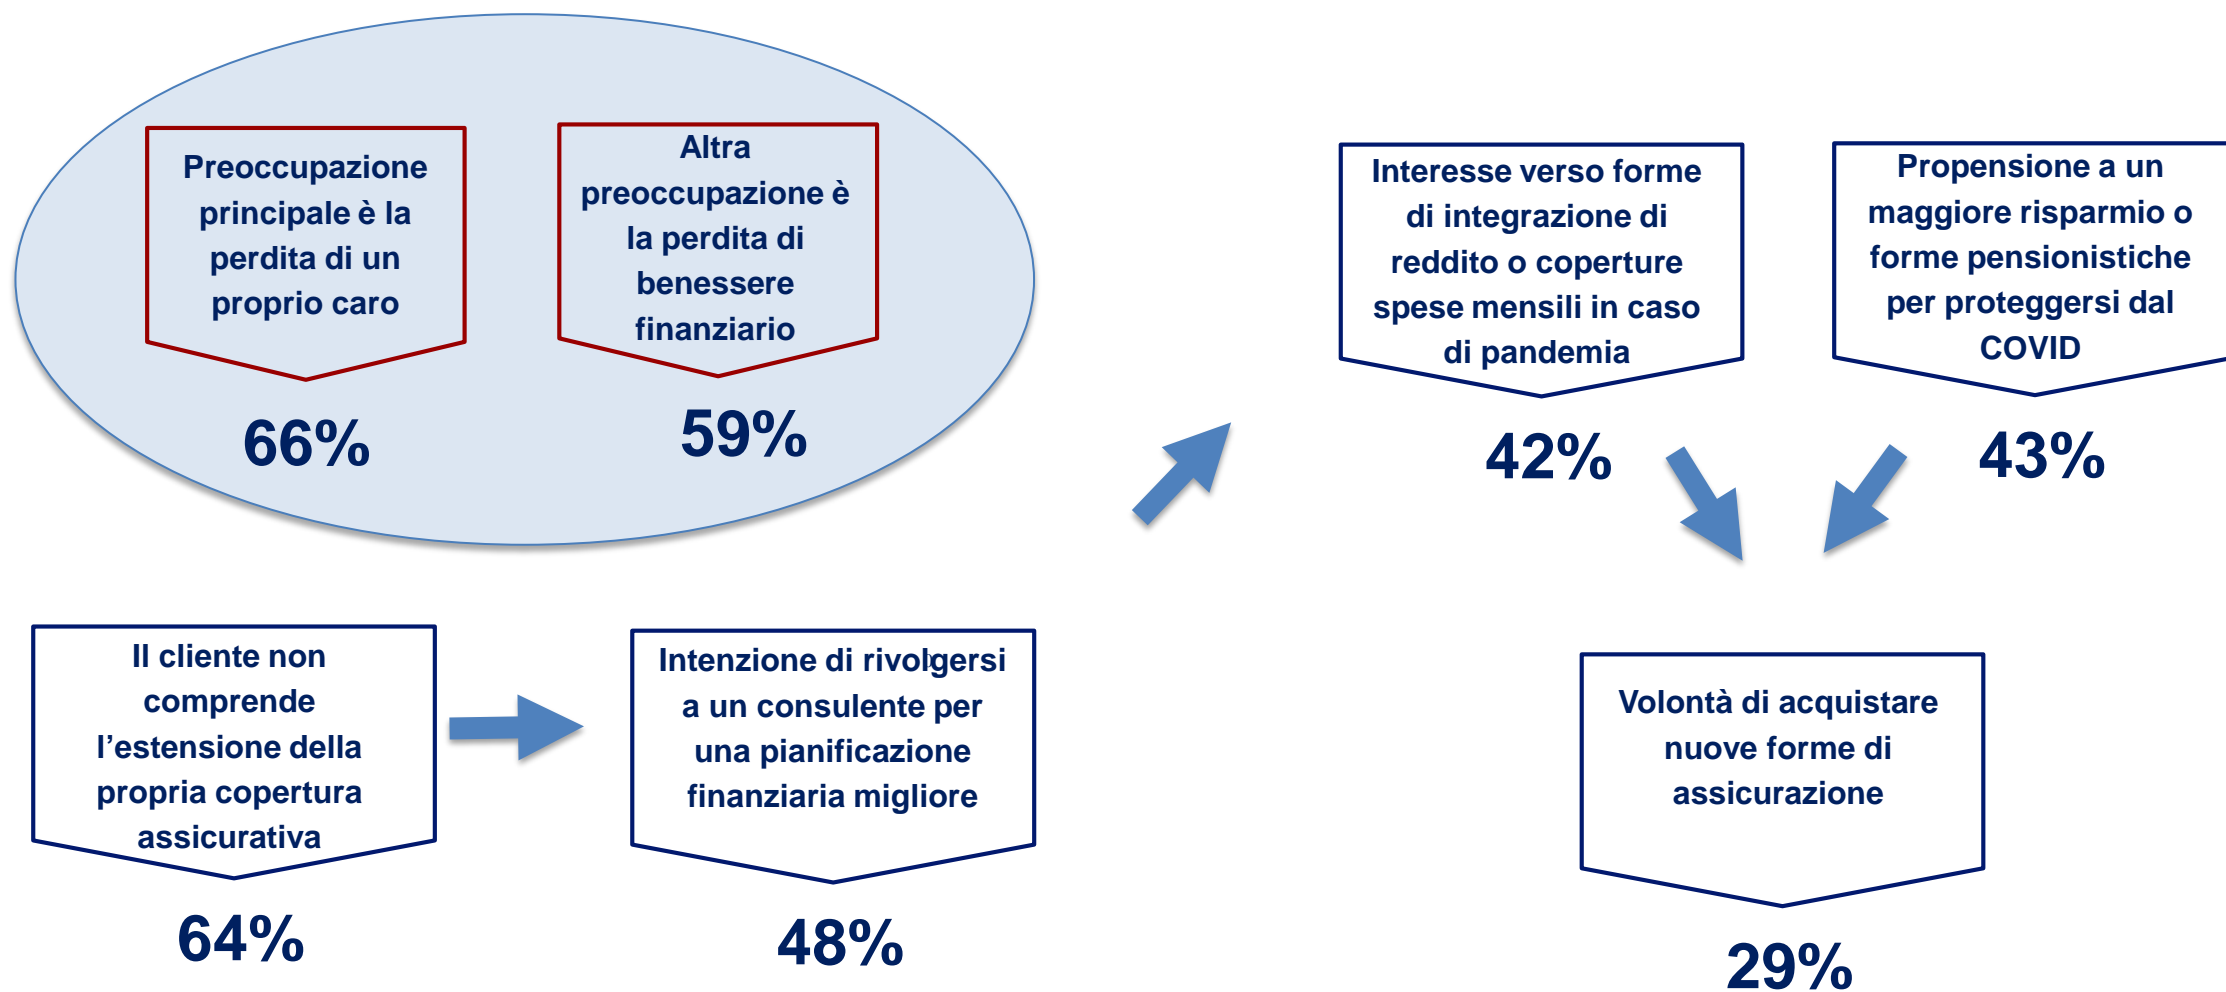 Preoccupazione
principale è la
perdita di un
proprio caro
66%
Altra
preoccupazione è
la perdita di
benessere
finanziario
59%
Interesse verso forme
di integrazione di
reddito o coperture
spese mensili in caso
di pandemia
42%
Propensione a un
maggiore risparmio o
forme pensionistiche
per proteggersi dal
COVID
43%
Il cliente non
comprende
l’estensione della
propria copertura
assicurativa
64%
Intenzione di rivolgersi
a un consulente per
una pianificazione
finanziaria migliore
48%
Volontà di acquistare
nuove forme di
assicurazione
29%